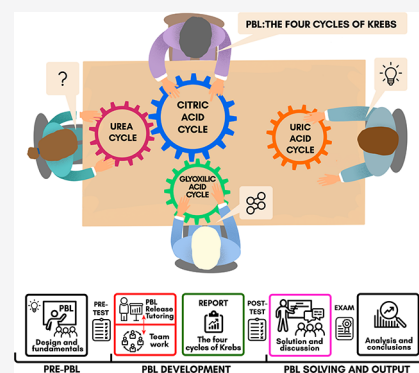 PBL:THE FOUR CYCLES OF KREBS
?
CITRIC
ACID
CYCLE
UREA
CYCLE
URIC ACID
CYCLE
GLYOXILIC
ACID
CYCLE
PBL
Design and
fundamentals
PRE-
TEST
PBL
Release
Tutoring
Team
work
REPORT
The four
cycles of Krebs
POST-
TEST
Solution and
discussion
EXAM
Analysis and
conclusions
PRE-PBL
PBL DEVELOPMENT
PBL SOLVING AND OUTPUT